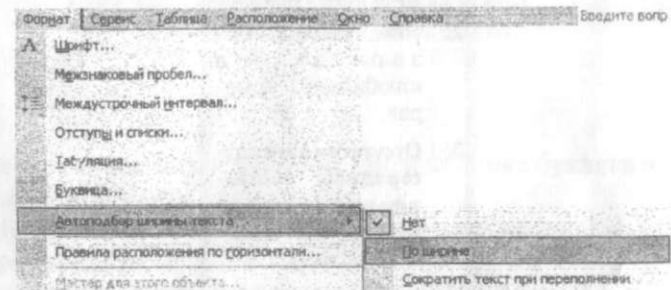 Формат Сервис Таблица Расположение Окно Справка Введите вопр
Шрифт...
Межзнаковый пробел...
Междустрочный интервал...
Отступы и списки...
Табуляция...
Буквица...
Автоподбор ширины текста
Нет
Правила расположения по горизонтали...
По ширине
Мастер для этого объекта...
Сократить текст при переполнении